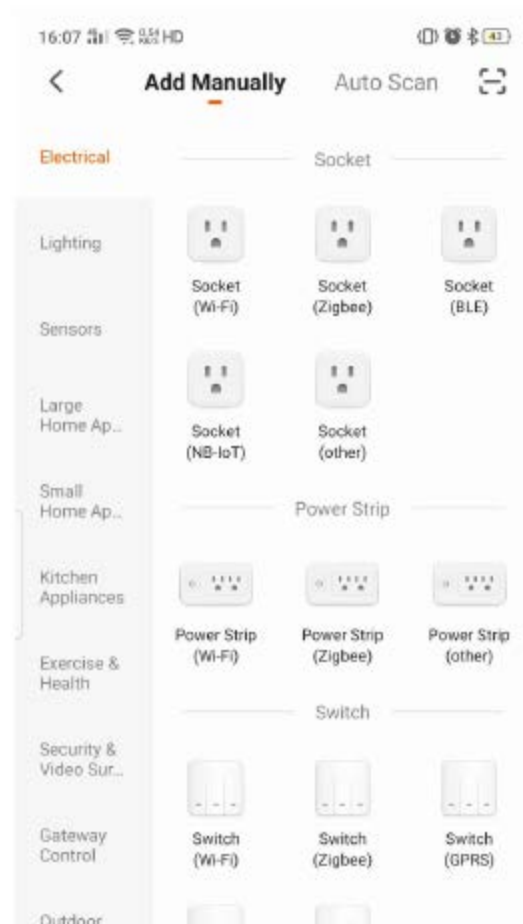 16:07 HD 43
Add Manually Auto Scan
Electrical
Lighting
Sensors
Large
Home Ap...
Small
Home Ap...
Kitchen
Appliances
Exercise &
Health
Security &
Video Sur...
Gateway
Control
Outdoor
Socket
Socket Socket Socket
(Wi-Fi) (Zigbee) (BLE)
Socket Socket
(NB-IoT) (other)
Power Strip
Power Strip Power Strip Power Strip
(Wi-Fi) (Zigbee) (other)
Switch
Switch Switch Switch
(Wi-Fi) (Zigbee) (GPRS)